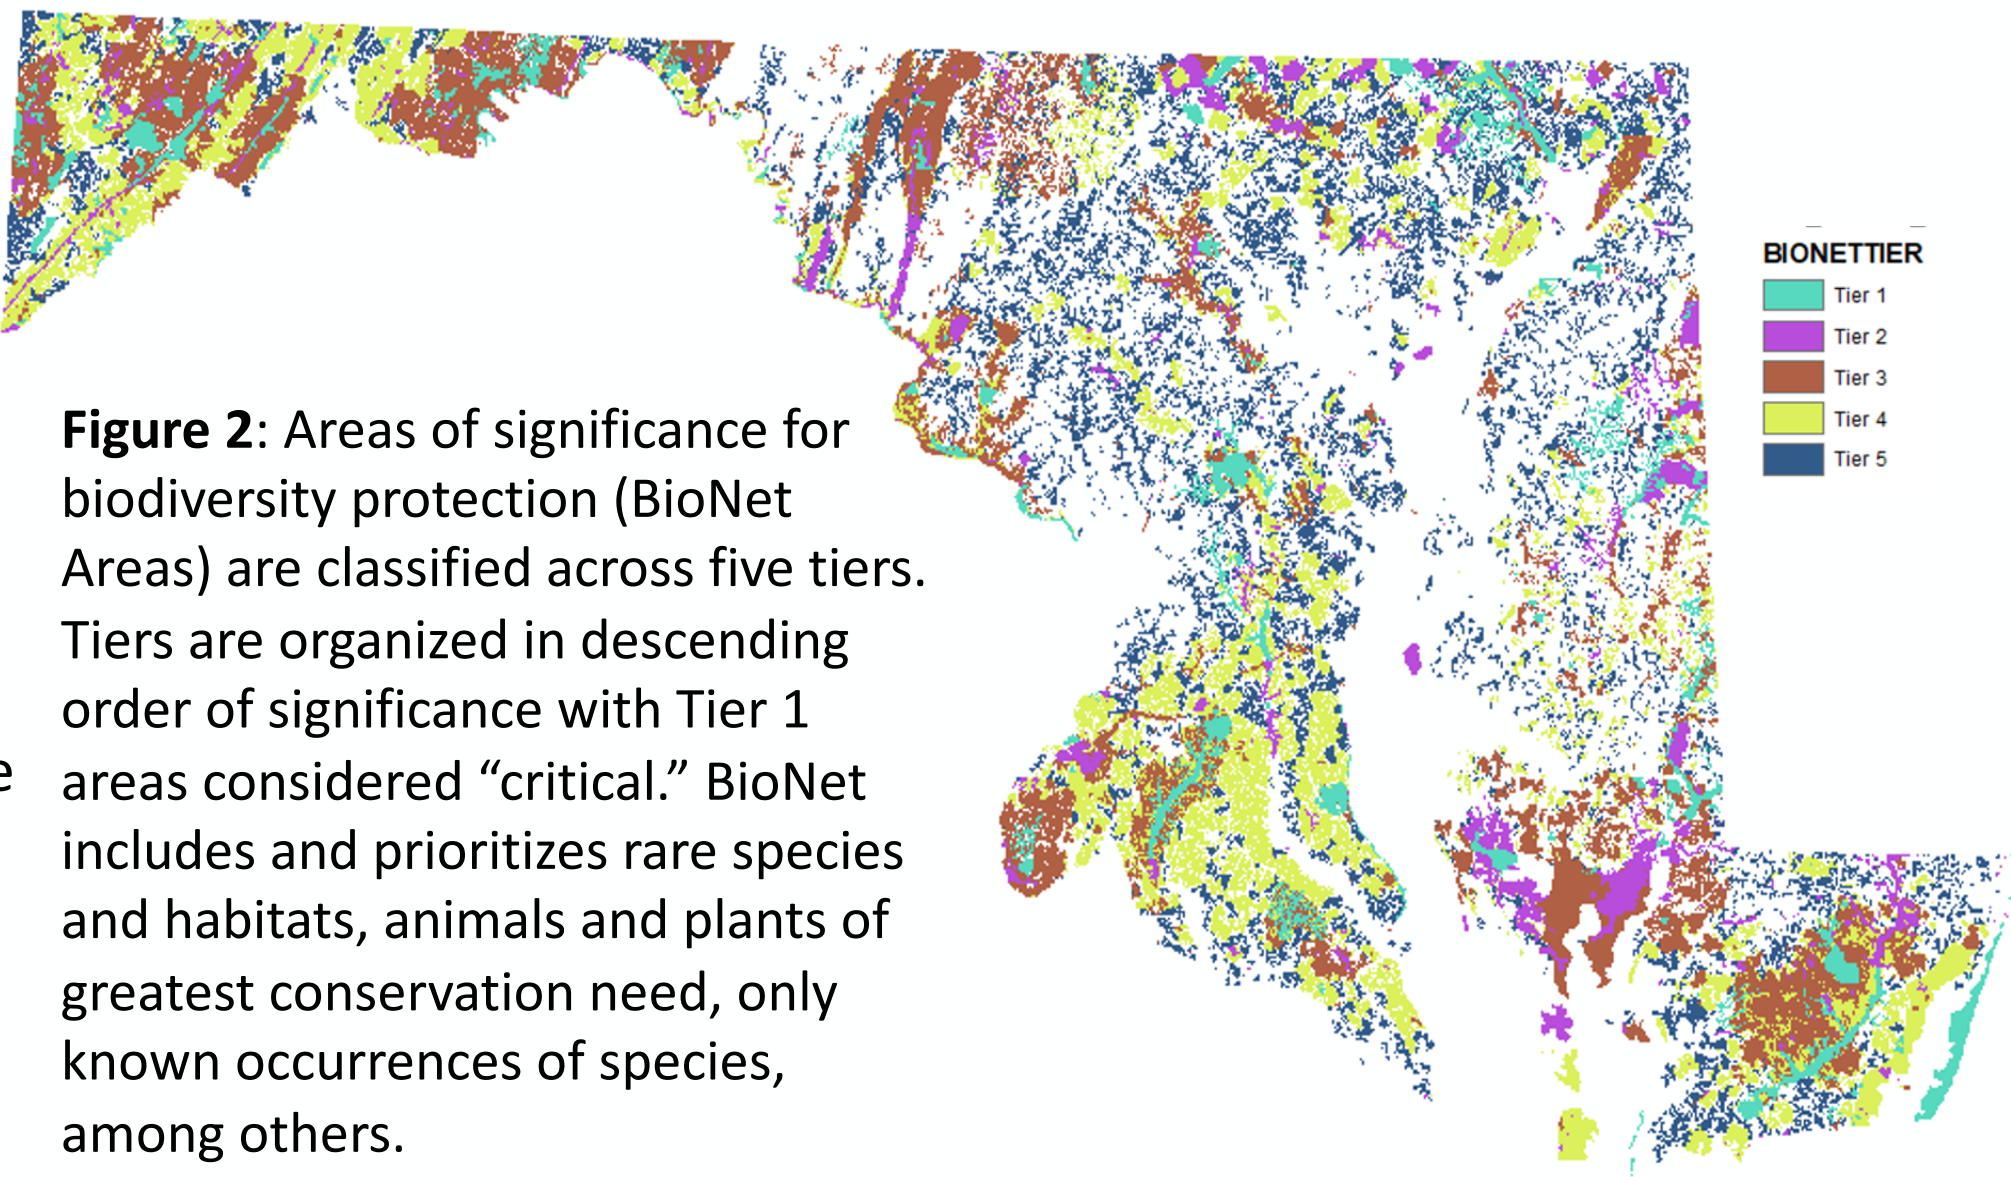 Figure 2: Areas of significance for
biodiversity protection (BioNet
Areas) are classified across five tiers.
Tiers are organized in descending
order of significance with Tier 1
areas considered “critical.” BioNet
includes and prioritizes rare species
and habitats, animals and plants of
greatest conservation need, only
known occurrences of species,
among others.
e
BIONETTIER
Tier 1
Tier 2
Tier 3
Tier 4
Tier 5